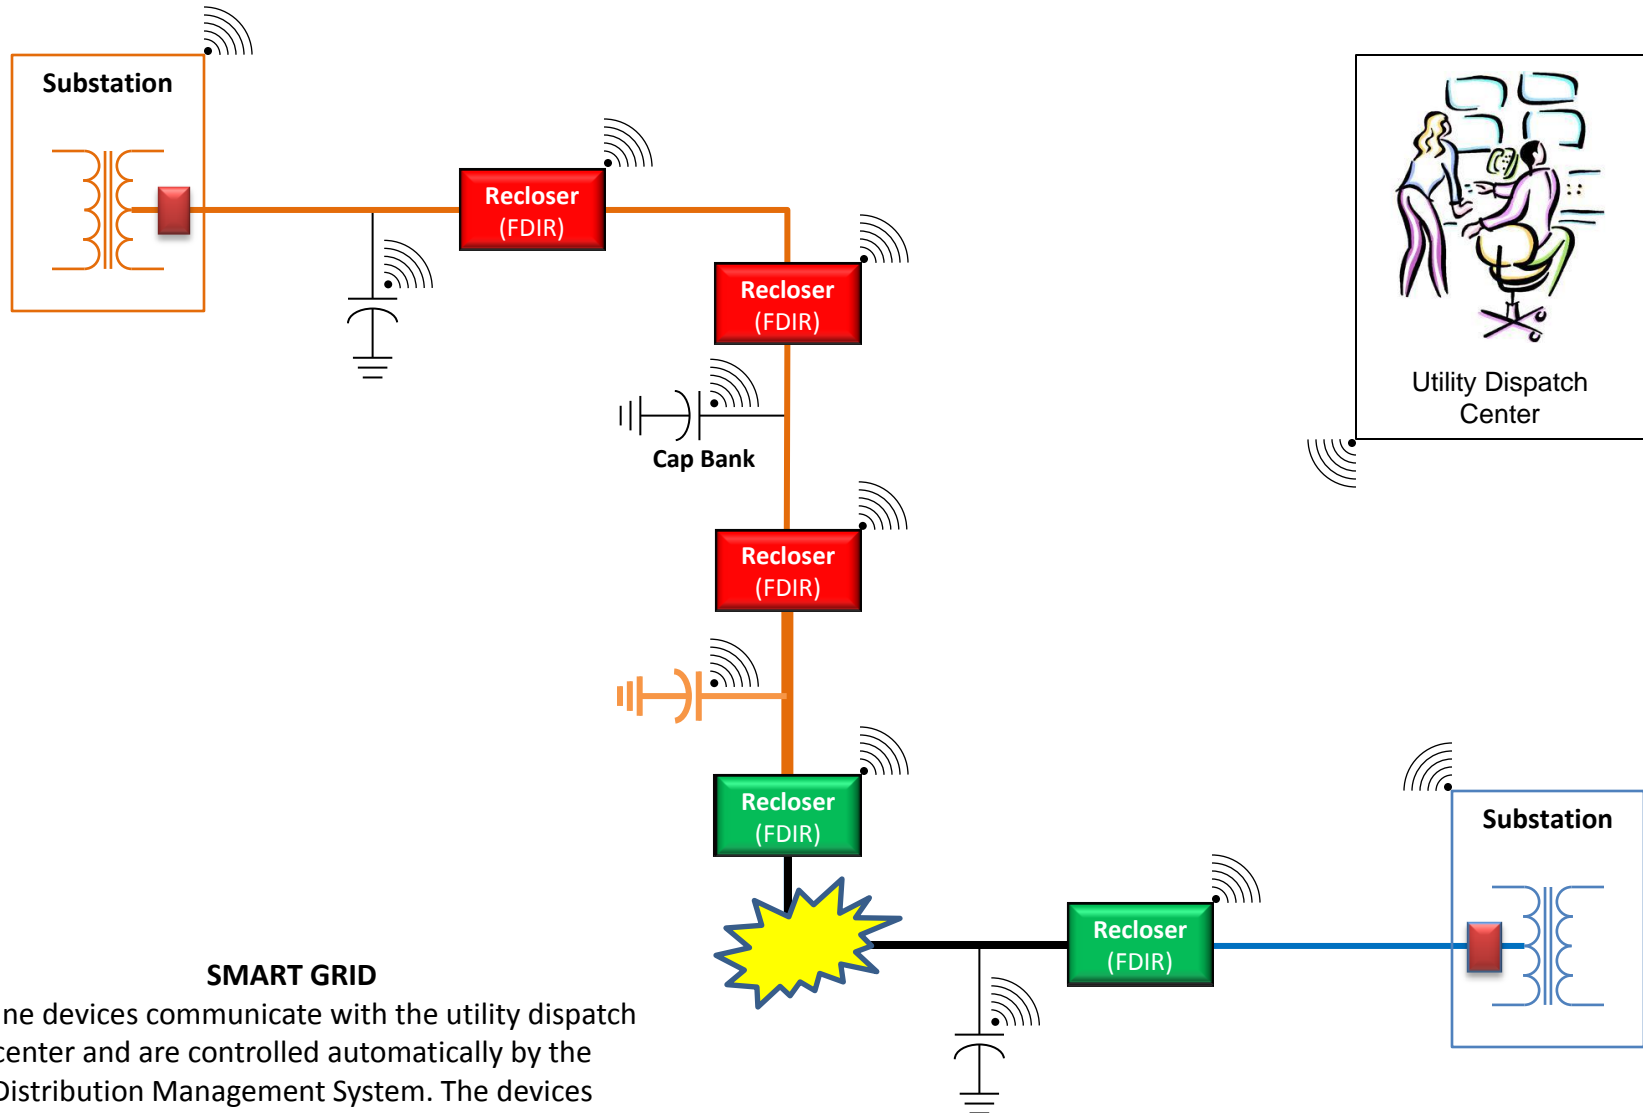 Substation
Recloser
(FDIR)
Recloser
(FDIR)
Utility Dispatch
Center
Cap Bank
Recloser
(FDIR)
Recloser
(FDIR)
Substation
Recloser
(FDIR)
SMART GRID
ne devices communicate with the utility dispatch
center and are controlled automatically by the
Distribution Management System. The devices